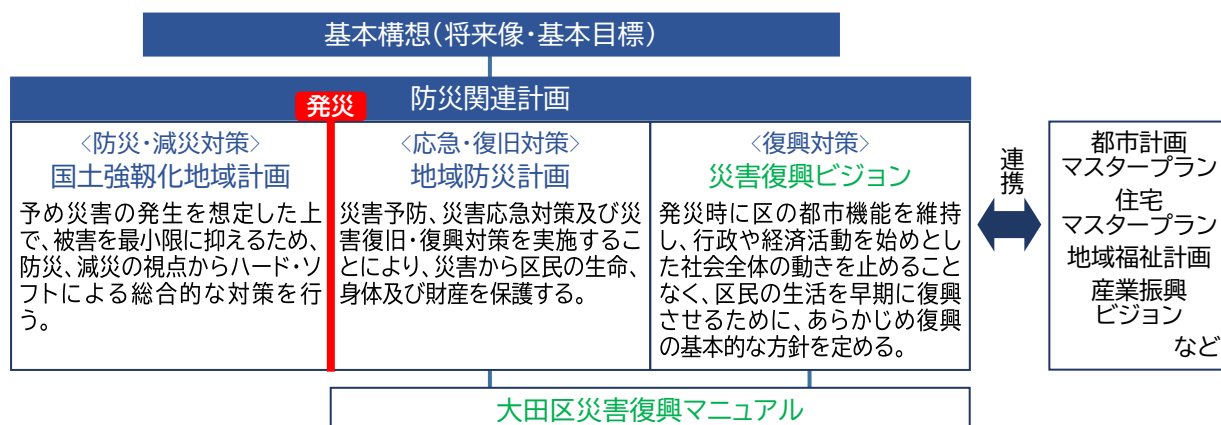 基本構想（将来像・基本目標）
防災関連計画
発災
〈防災・減災対策〉
国土強靱化地域計画
予め災害の発生を想定した上
で、被害を最小限に抑えるため、
防災、減災の視点からハード・ソ
フトによる総合的な対策を行
う。
〈応急・復旧対策〉
地域防災計画
災害予防、災害応急対策及び災
害復旧・復興対策を実施するこ
とにより、災害から区民の生命、
身体及び財産を保護する。
〈復興対策〉
災害復興ビジョン
発災時に区の都市機能を維持
し、行政や経済活動を始めとし
た社会全体の動きを止めること
なく、区民の生活を早期に復興
させるために、あらかじめ復興
の基本的な方針を定める。
連携
都市計画
マスタープラン
住宅
マスタープラン
地域福祉計画
産業振興
ビジョン
など
大田区災害復興マニュアル